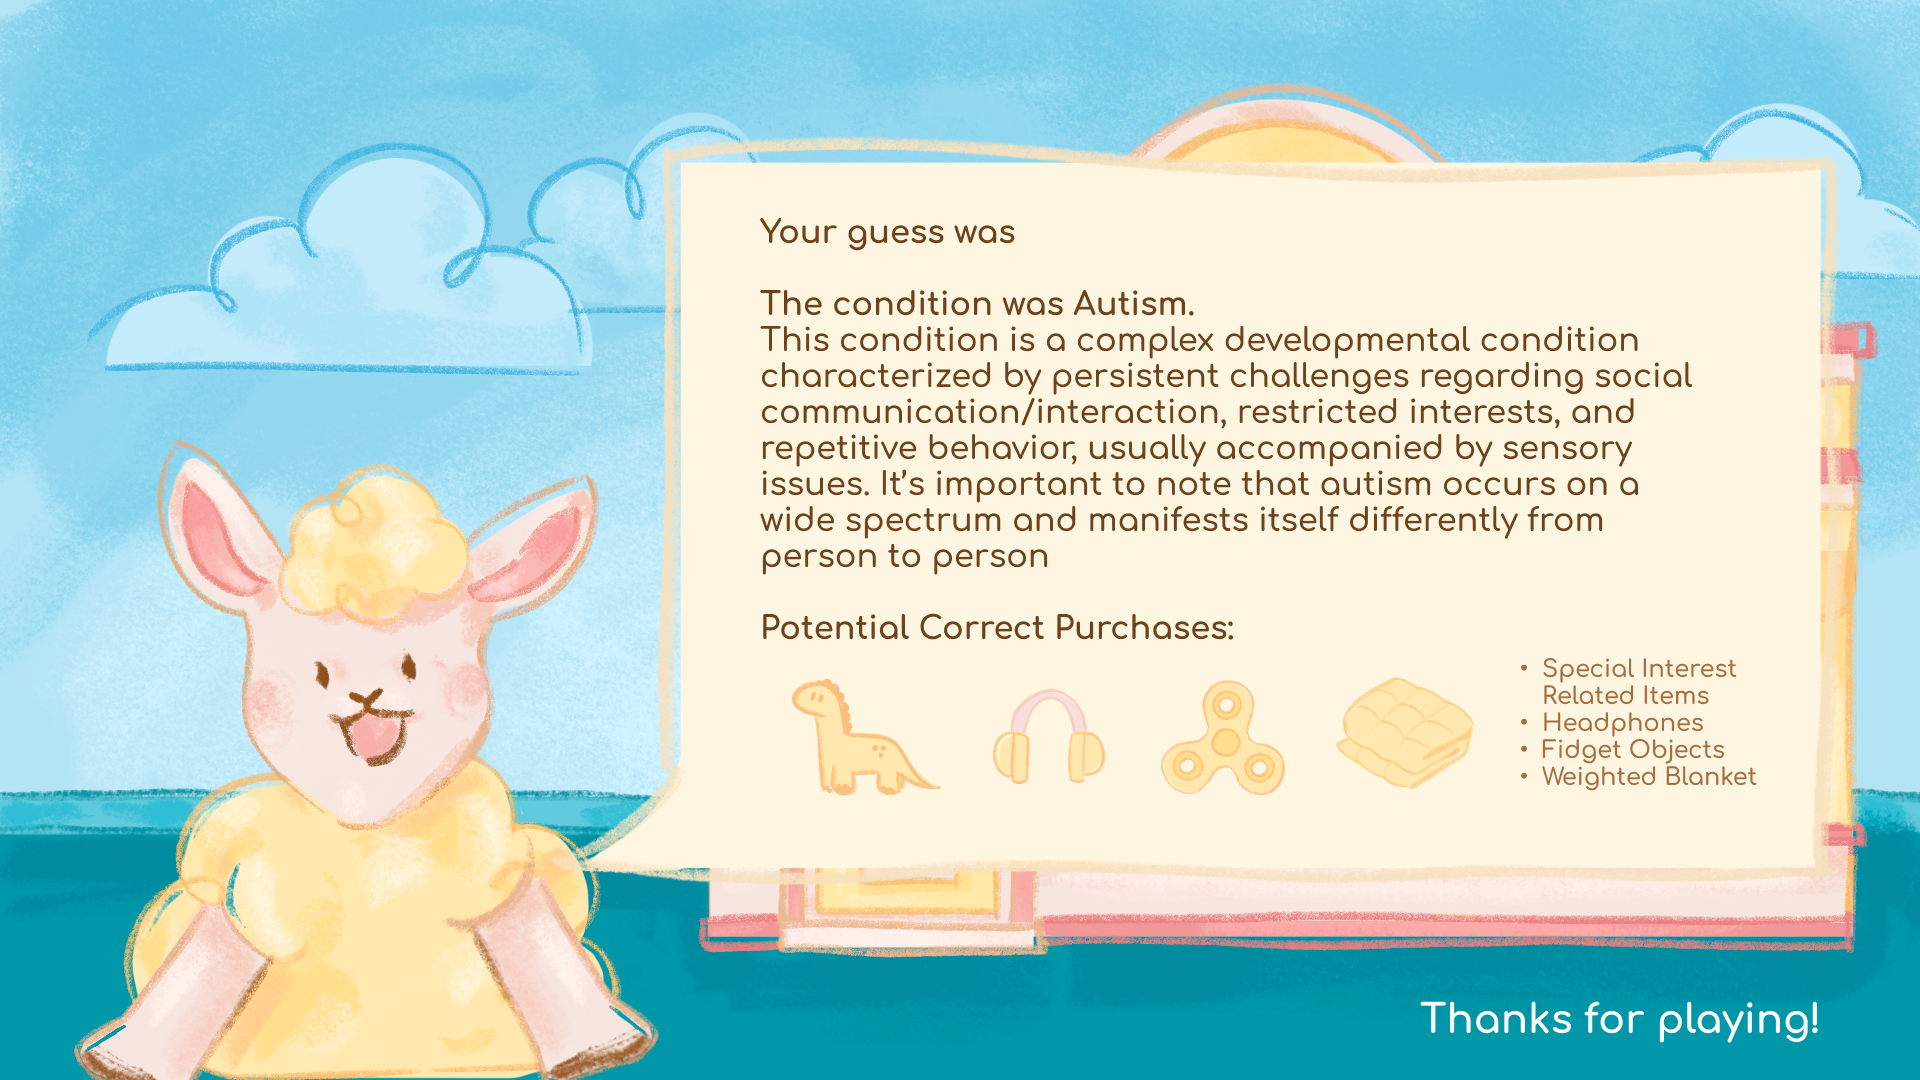 Your guess was
The condition was Autism.
This condition is a complex developmental condition
characterized by persistent challenges regarding social
communication/interaction, restricted interests, and
repetitive behavior, usually accompanied by sensory
issues. It’s important to note that autism occurs on a
wide spectrum and manifests itself differently from
person to person
Potential Correct Purchases:
• Special Interest
Related Items
• Headphones
• Fidget Objects
• Weighted Blanket
Thanks for playing!